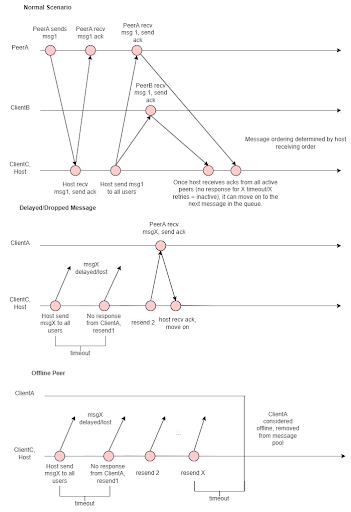 Normal Scenario
PeerA sends
msg1
PeerA recv
msg1 ack
PeerA recv
msg 1, send
ack
PeerA
PeerB recv
msg 1, send
ack
ClientB
Message ordering determined by host
receiving order
ClientC,
Host
Host recv
msg1, send ack
Host send msg1
to all users
Once host receives acks from all active
peers (no response for X timeout/X
retries = inactive), it can move on to the
next message in the queue.
Delayed/Dropped Message
PeerA recv
msgX, send ack
ClientA
msgX
delayed/lost
ClientC,
Host
Host send
msgX to all
users
No response
from ClientA,
resend1
resend 2
host recv ack,
move on
timeout
Offline Peer
ClientA
msgX
delayed/lost
...
ClientA
considered
offline, removed
from message
pool
ClientC,
Host
Host send
msgX to all
users
No response
from ClientA,
resend1
resend 2
resend X
timeout
timeout